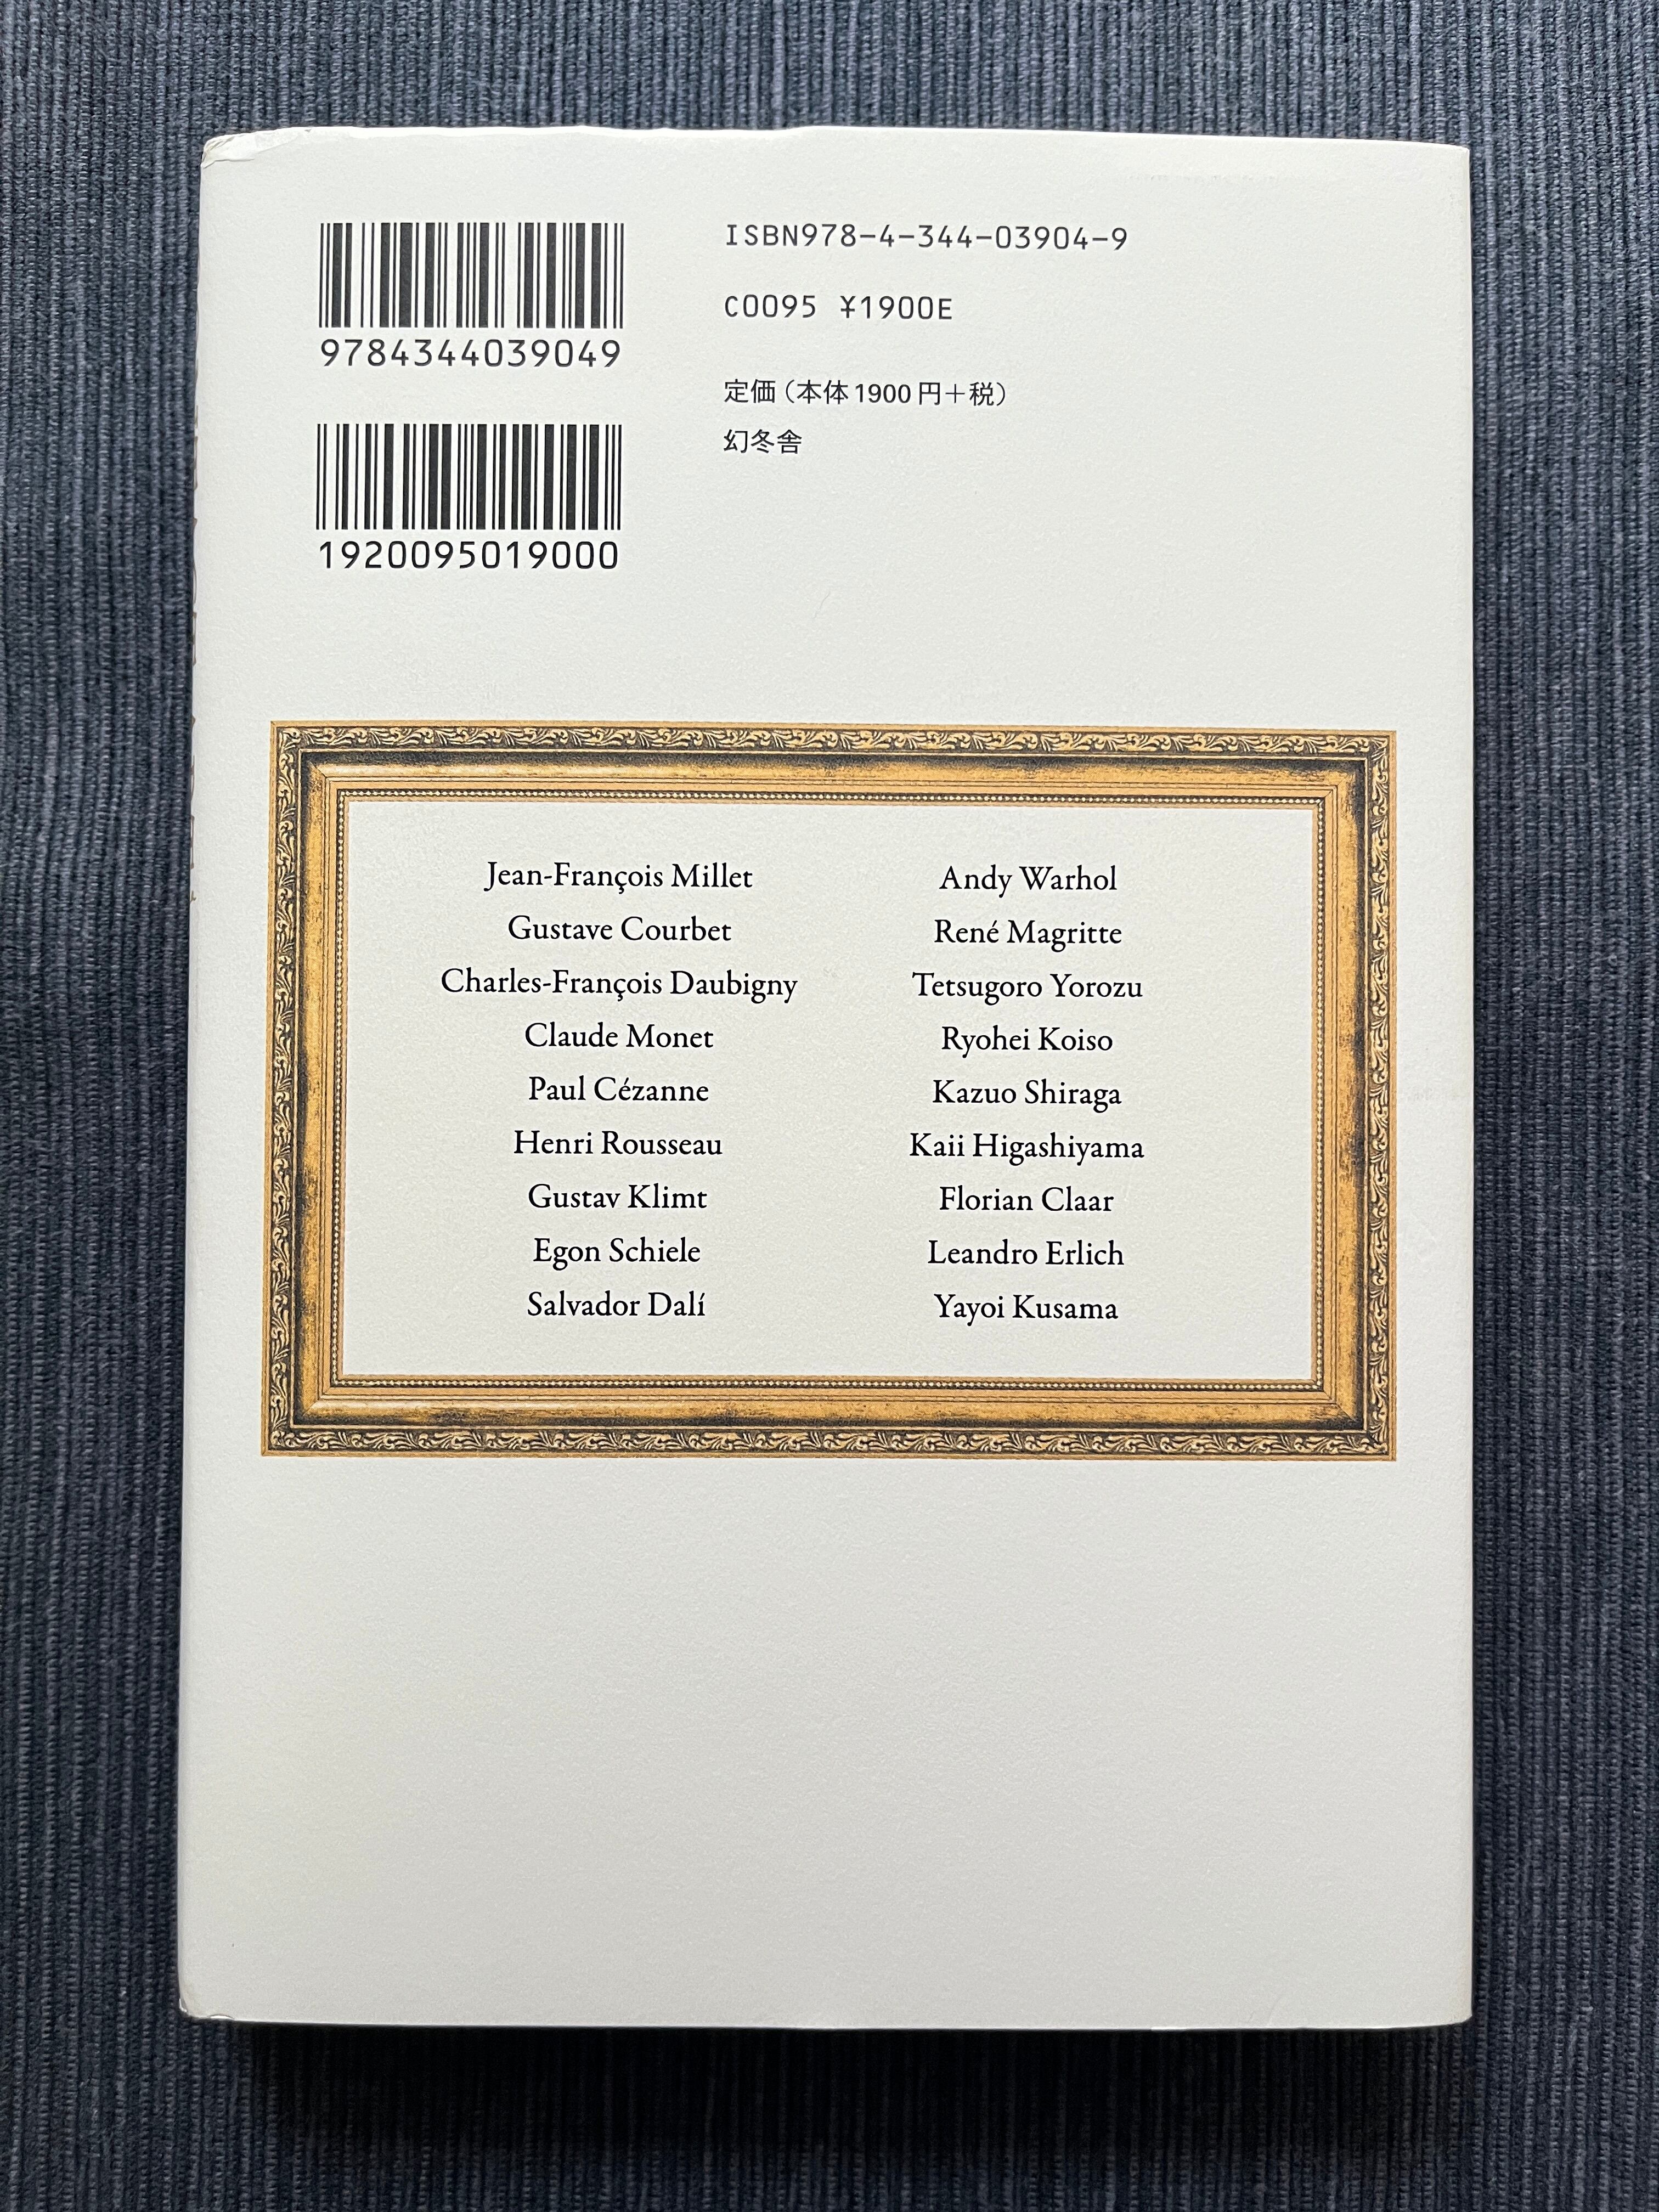 9784344039049
1920095019000
ISBN978-4-344-03904-9
C0095 ¥1900E
定価（本体1900円＋税）
幻冬舎
Jean-François Millet
Gustave Courbet
Charles-François Daubigny
Claude Monet
Paul Cézanne
Henri Rousseau
Gustav Klimt
Egon Schiele
Salvador Dalí
Andy Warhol
René Magritte
Tetsugoro Yorozu
Ryohei Koiso
Kazuo Shiraga
Kaii Higashiyama
Florian Claar
Leandro Erlich
Yayoi Kusama